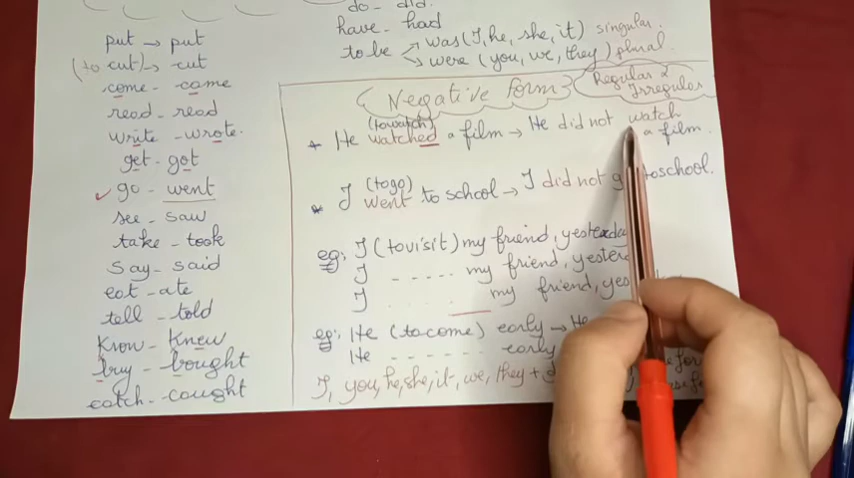 do - did.
have - had
to be was (I, he, she, it) singular.
were (you, we, they) plural.
put → put
(to cut) → cut
come - came
read - read
write - wrote.
get - got
go - went
see - saw
take - took
say - said
eat - ate
tell - told
Know - Knew
buy - bought
catch - caught
Negative form
Regular &
Irregular
(to watch)
* He watched a film → He did not watch
a film.
(to go)
* I went to school → I did not to school.
eg: I (to visit) my friend, yesterday
I ..... my friend,
I my friend,
eg: He (to come) early → He
He ...... early
I, you, he, she, it, we, they +